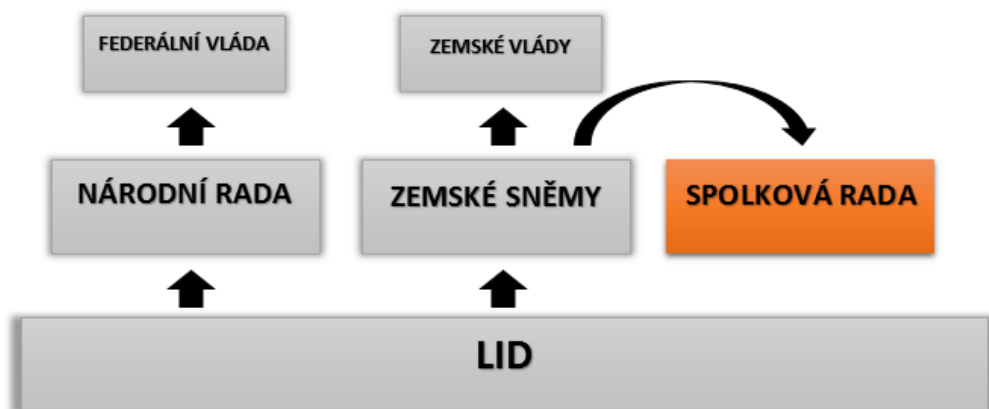 FEDERÁLNÍ VLÁDA
ZEMSKÉ VLÁDY
NÁRODNÍ RADA
ZEMSKÉ SNĚMY
SPOLKOVÁ RADA
LID